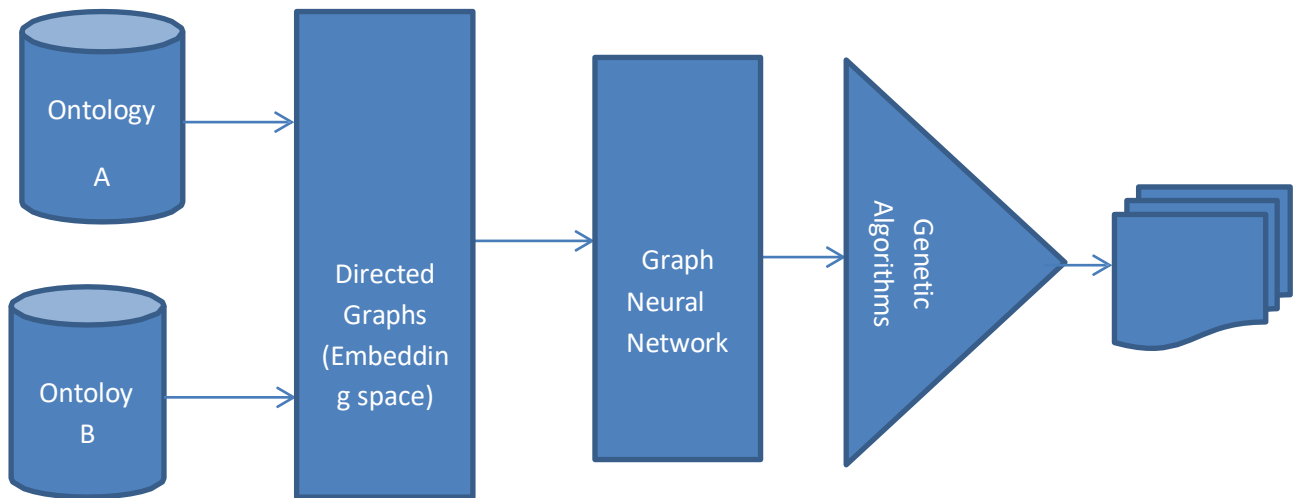 Ontology
A
Ontoloy
B
Directed
Graphs
(Embeddin
g space)
Graph
Neural
Network
Genetic
Algorithms